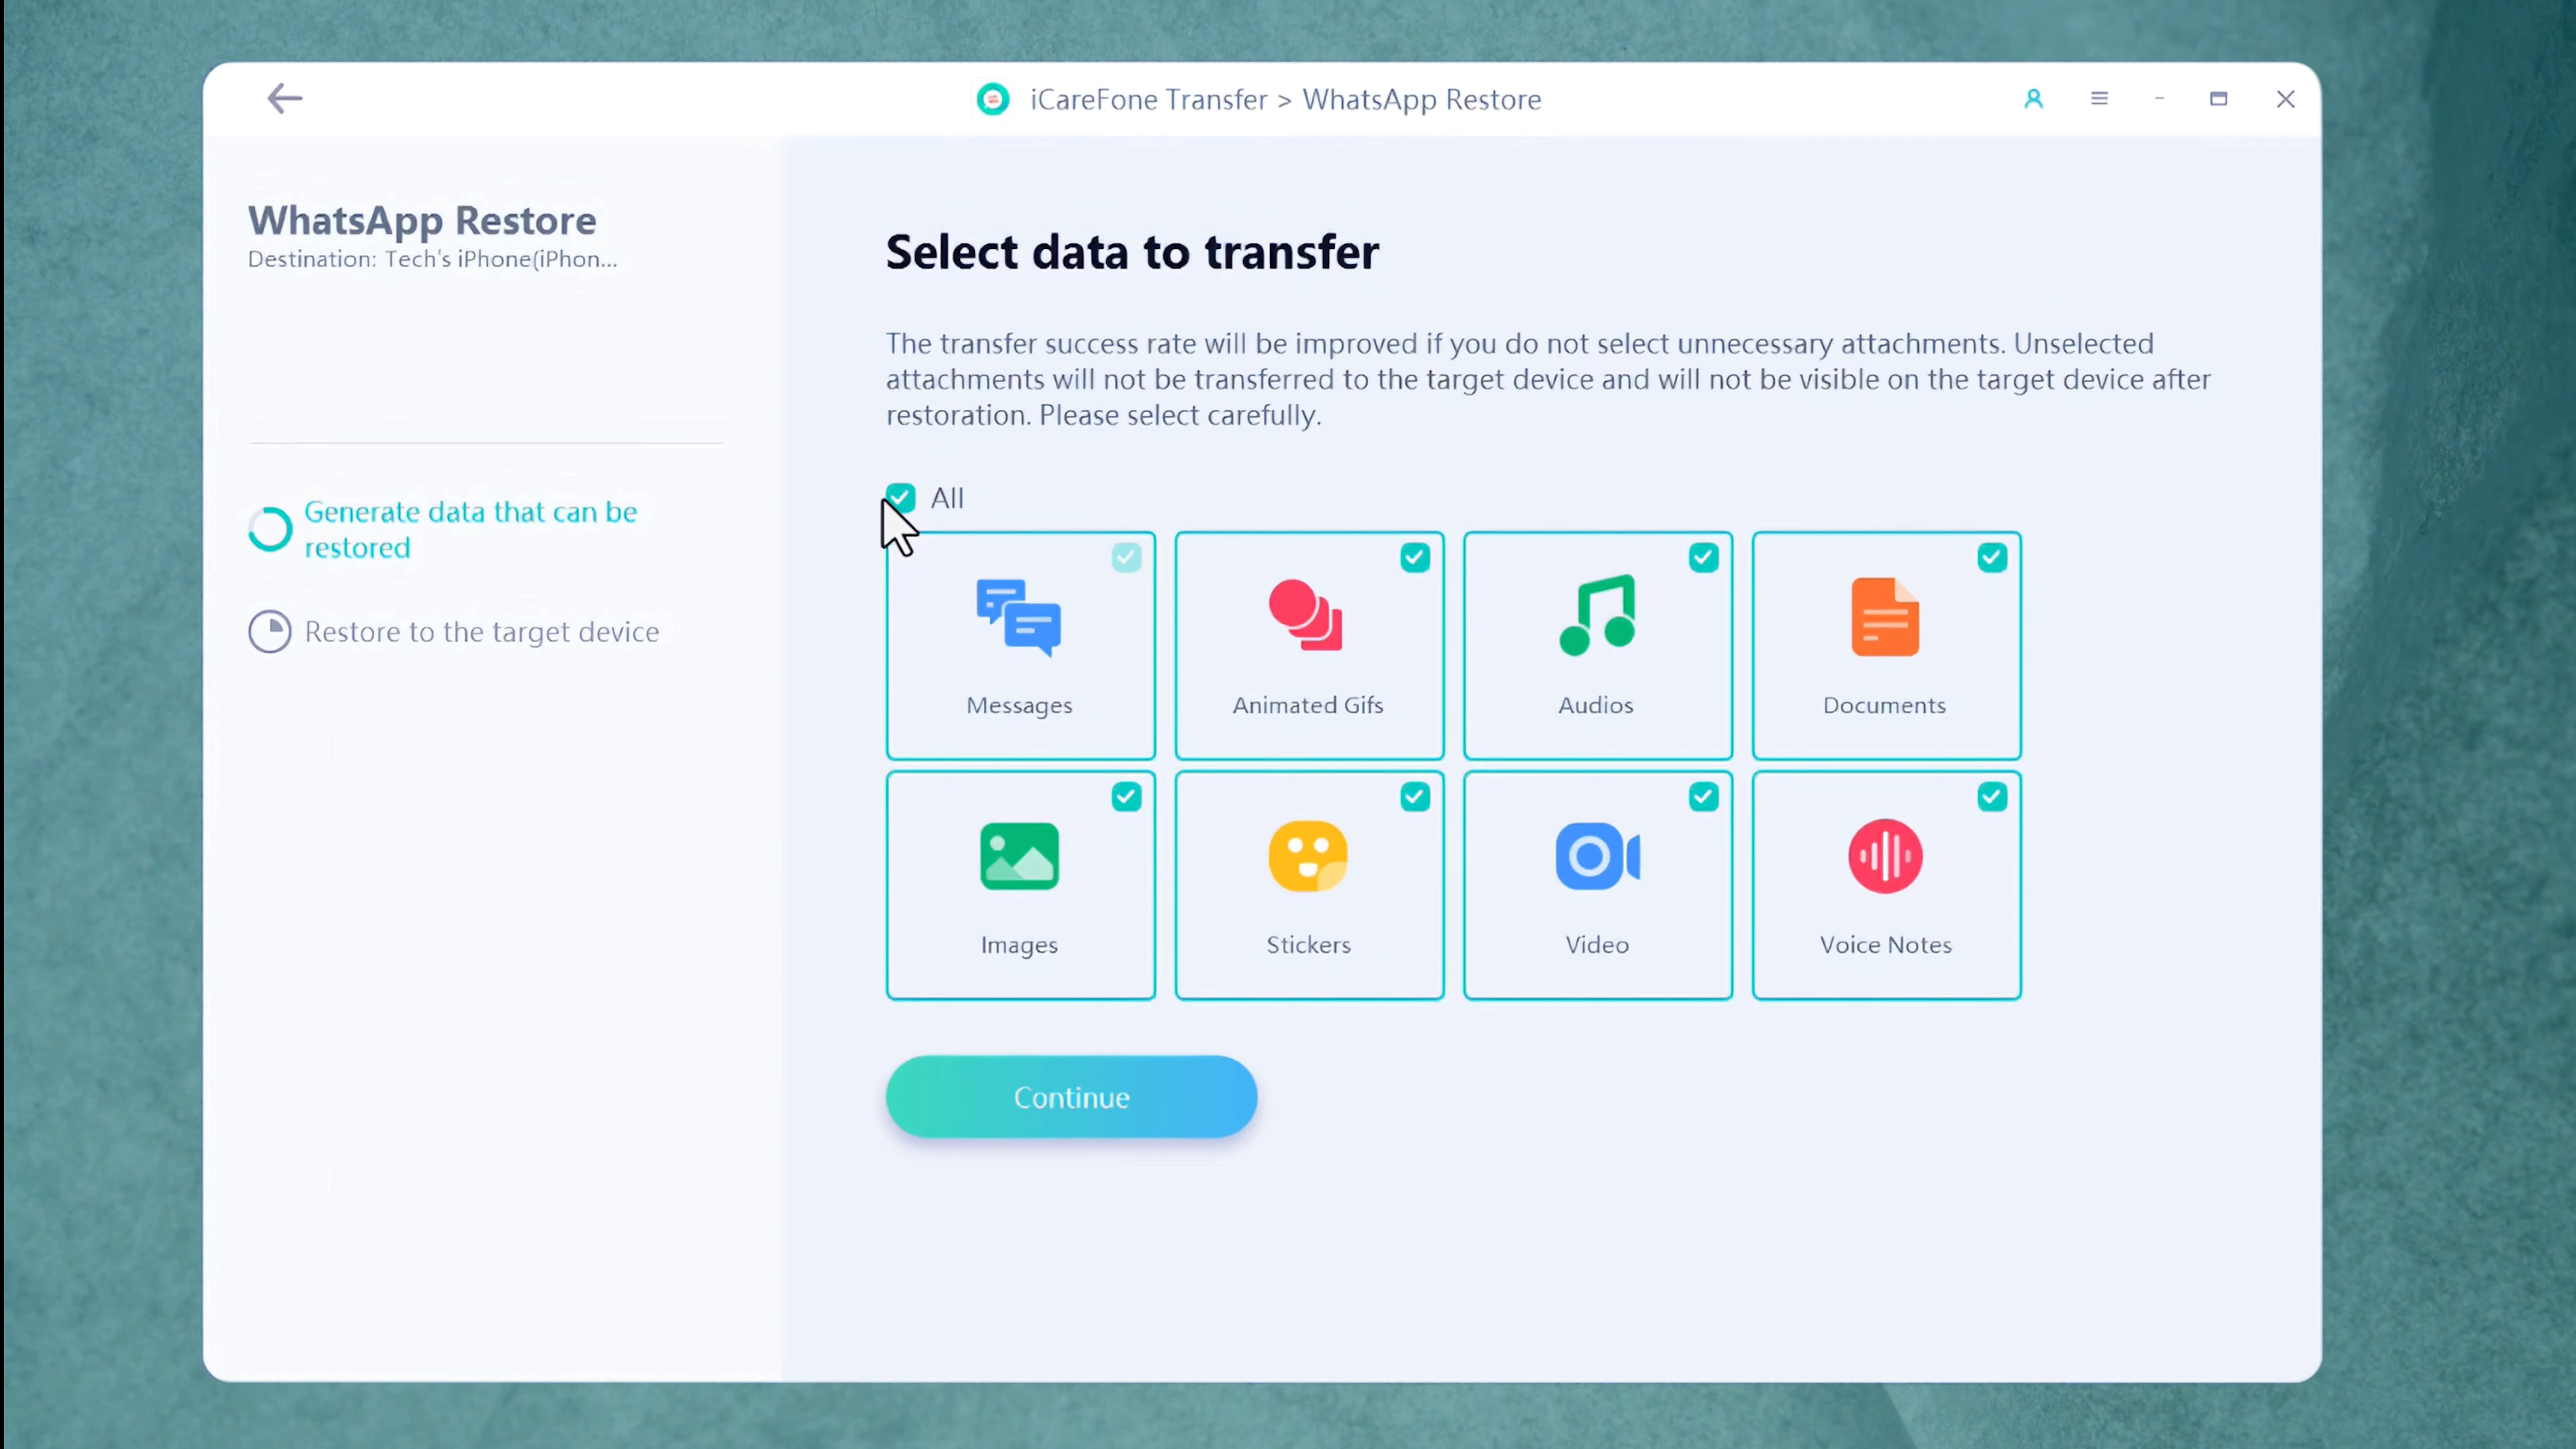 iCareFone Transfer > WhatsApp Restore
WhatsApp Restore
Destination: Tech's iPhone(iPhon...
Generate data that can be
restored
Restore to the target device
Select data to transfer
The transfer success rate will be improved if you do not select unnecessary attachments. Unselected
attachments will not be transferred to the target device and will not be visible on the target device after
restoration. Please select carefully.
All
Messages
Animated Gifs
Audios
Documents
Images
Stickers
Video
Voice Notes
Continue